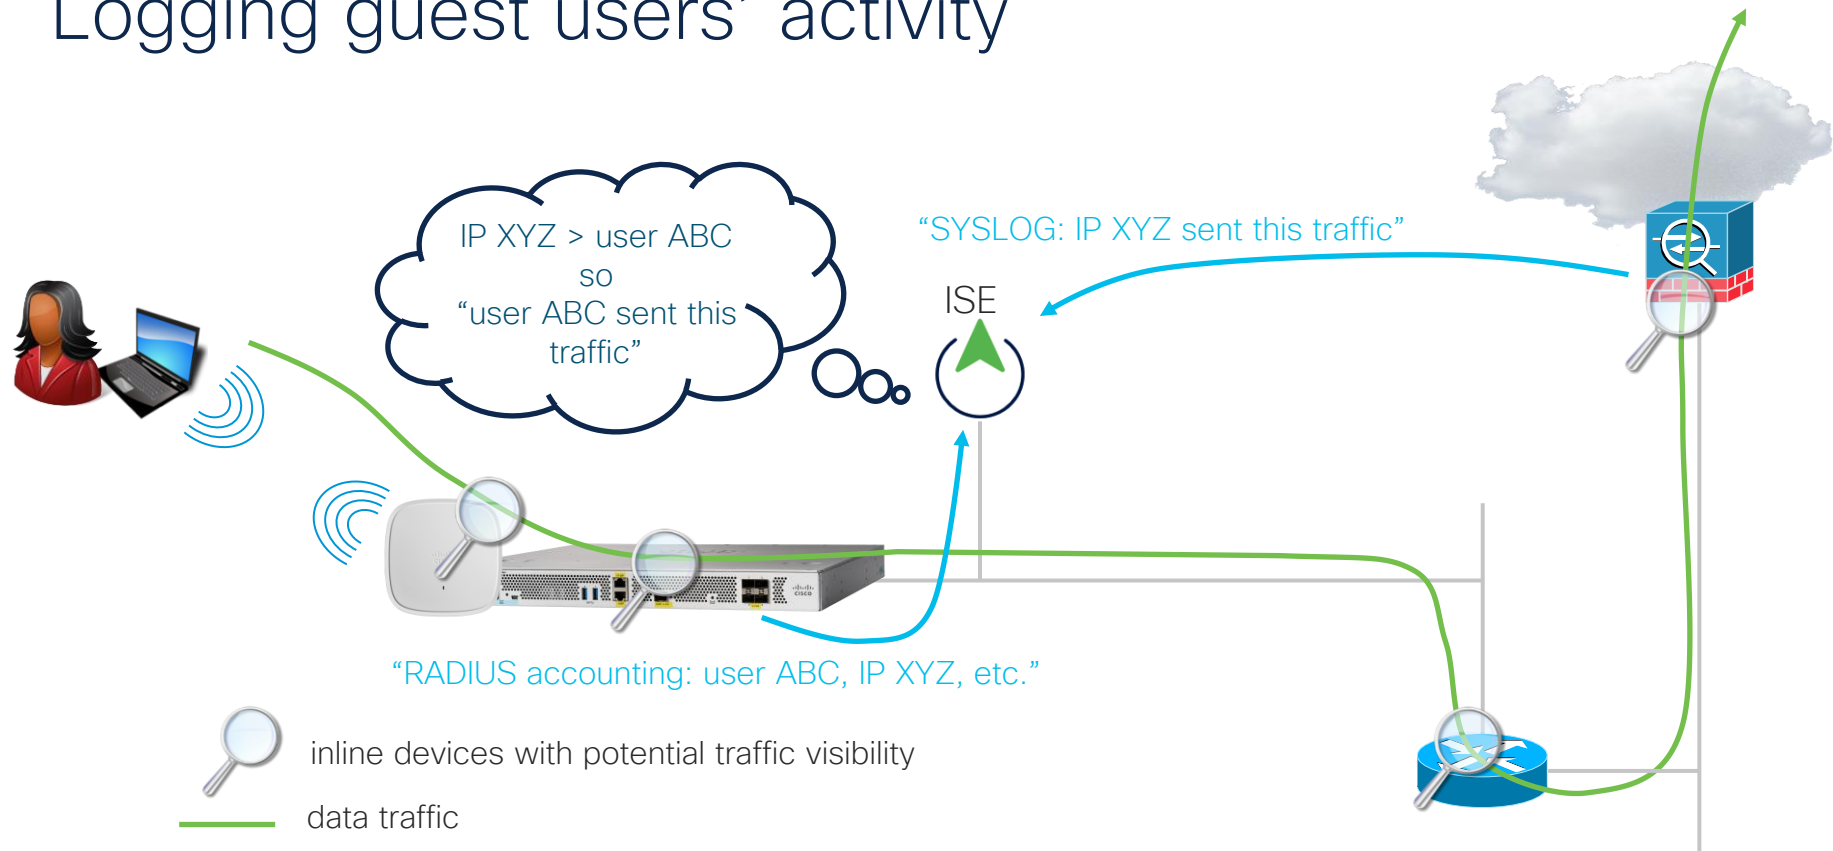 Logging guest users’ activity
IP XYZ > user ABC
so
“user ABC sent this
traffic”
“SYSLOG: IP XYZ sent this traffic”
ISE
CISCO
“RADIUS accounting: user ABC, IP XYZ, etc.”
inline devices with potential traffic visibility
data traffic